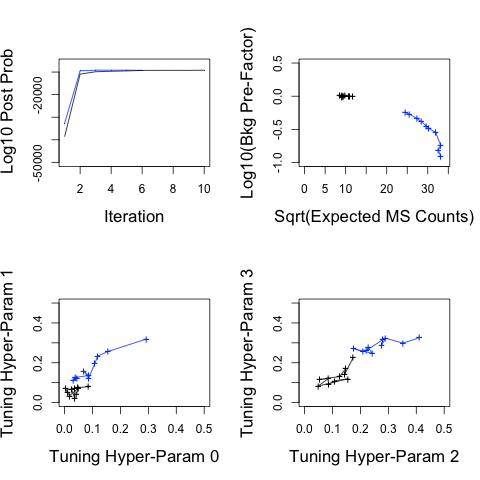 Log10 Post Prob
-20000
-50000
2 4 6 8 10
Iteration
Log10(Bkg Pre-Factor)
0.5
0.0
-0.5
-1.0
0 5 10 20 30
Sqrt(Expected MS Counts)
Tuning Hyper-Param 1
0.4
0.2
0.0
0.0 0.1 0.2 0.3 0.4 0.5
Tuning Hyper-Param 0
Tuning Hyper-Param 3
0.4
0.2
0.0
0.0 0.1 0.2 0.3 0.4 0.5
Tuning Hyper-Param 2